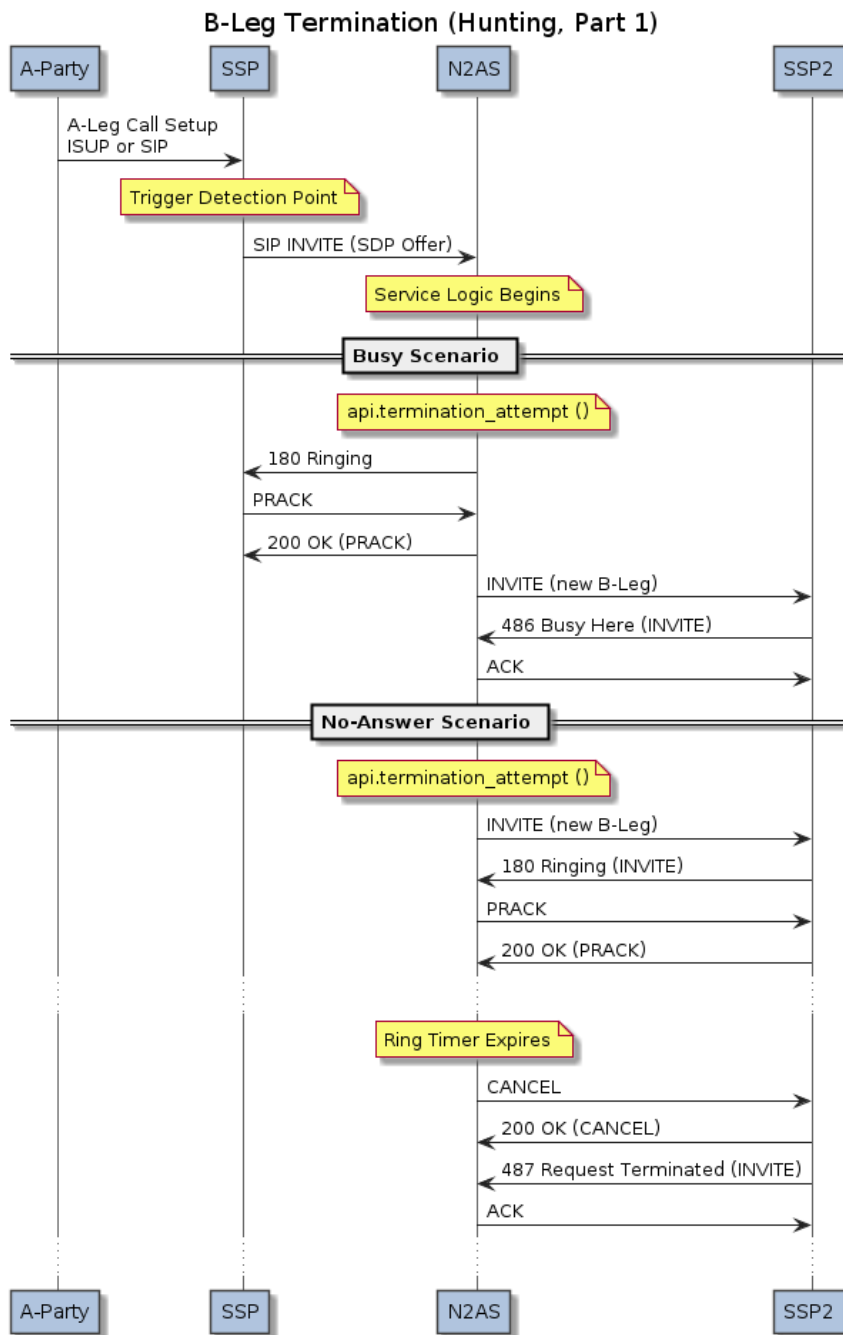 B-Leg Termination (Hunting, Part 1)
A-Party SSP N2AS SSP2
A-Leg Call Setup
ISUP or SIP
Trigger Detection Point
SIP INVITE (SDP Offer)
Service Logic Begins
Busy Scenario
api.termination_attempt ()
180 Ringing
PRACK
200 OK (PRACK)
INVITE (new B-Leg)
486 Busy Here (INVITE)
ACK
No-Answer Scenario
api.termination_attempt ()
INVITE (new B-Leg)
180 Ringing (INVITE)
PRACK
200 OK (PRACK)
Ring Timer Expires
CANCEL
200 OK (CANCEL)
487 Request Terminated (INVITE)
ACK
A-Party SSP N2AS SSP2